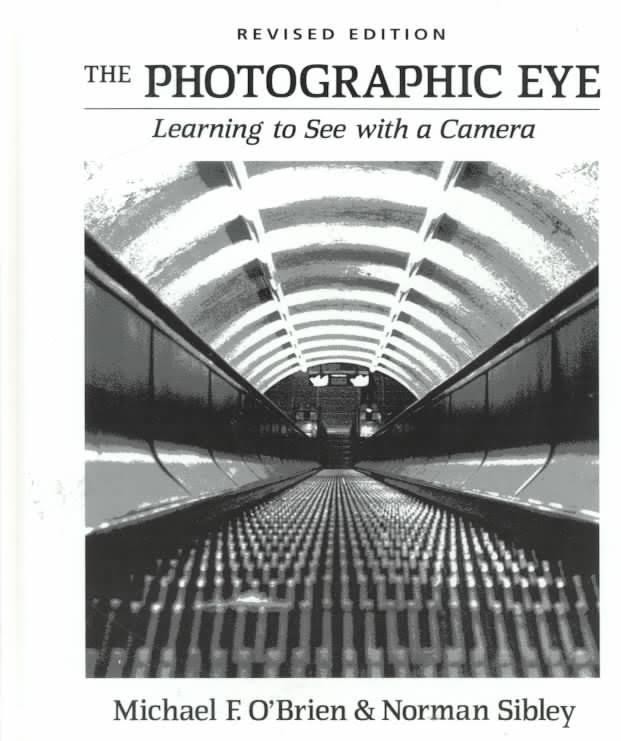 REVISED EDITION
THE PHOTOGRAPHIC EYE
Learning to See with a Camera
Michael F. O'Brien & Norman Sibley